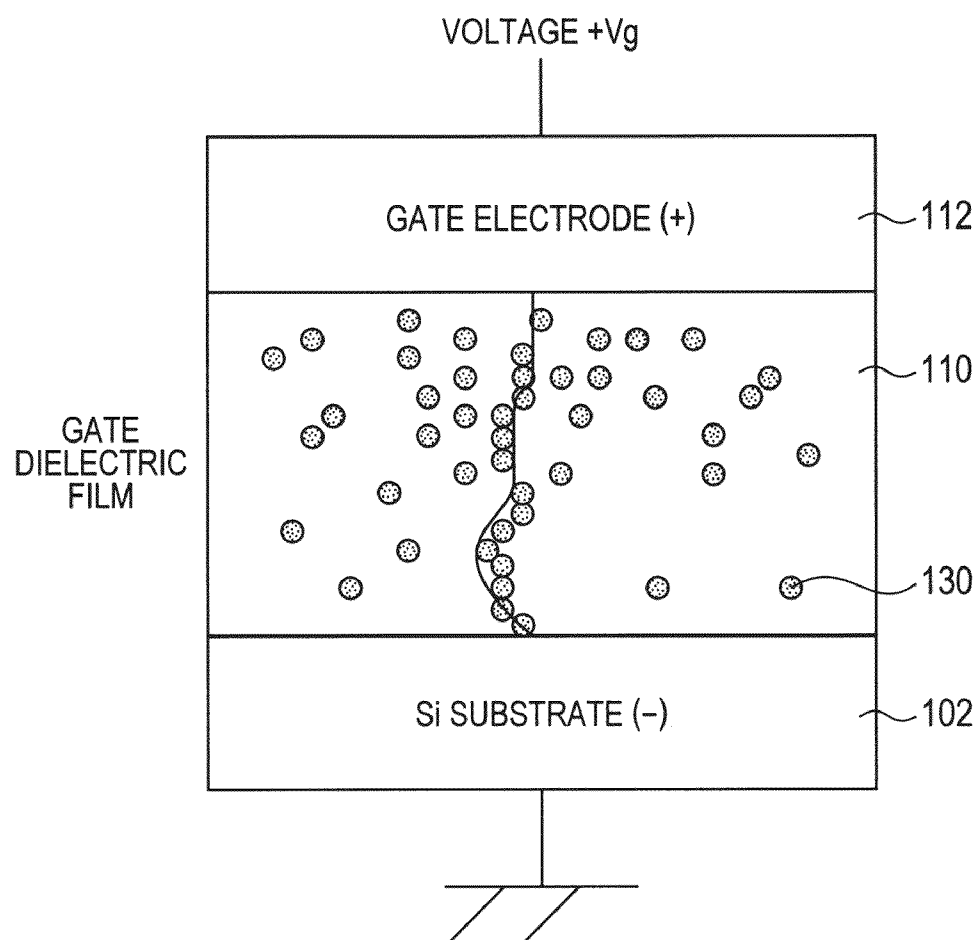 VOLTAGE +Vg
GATE ELECTRODE (+)
112
110
GATE
DIELECTRIC
FILM
130
Si SUBSTRATE (−)
102